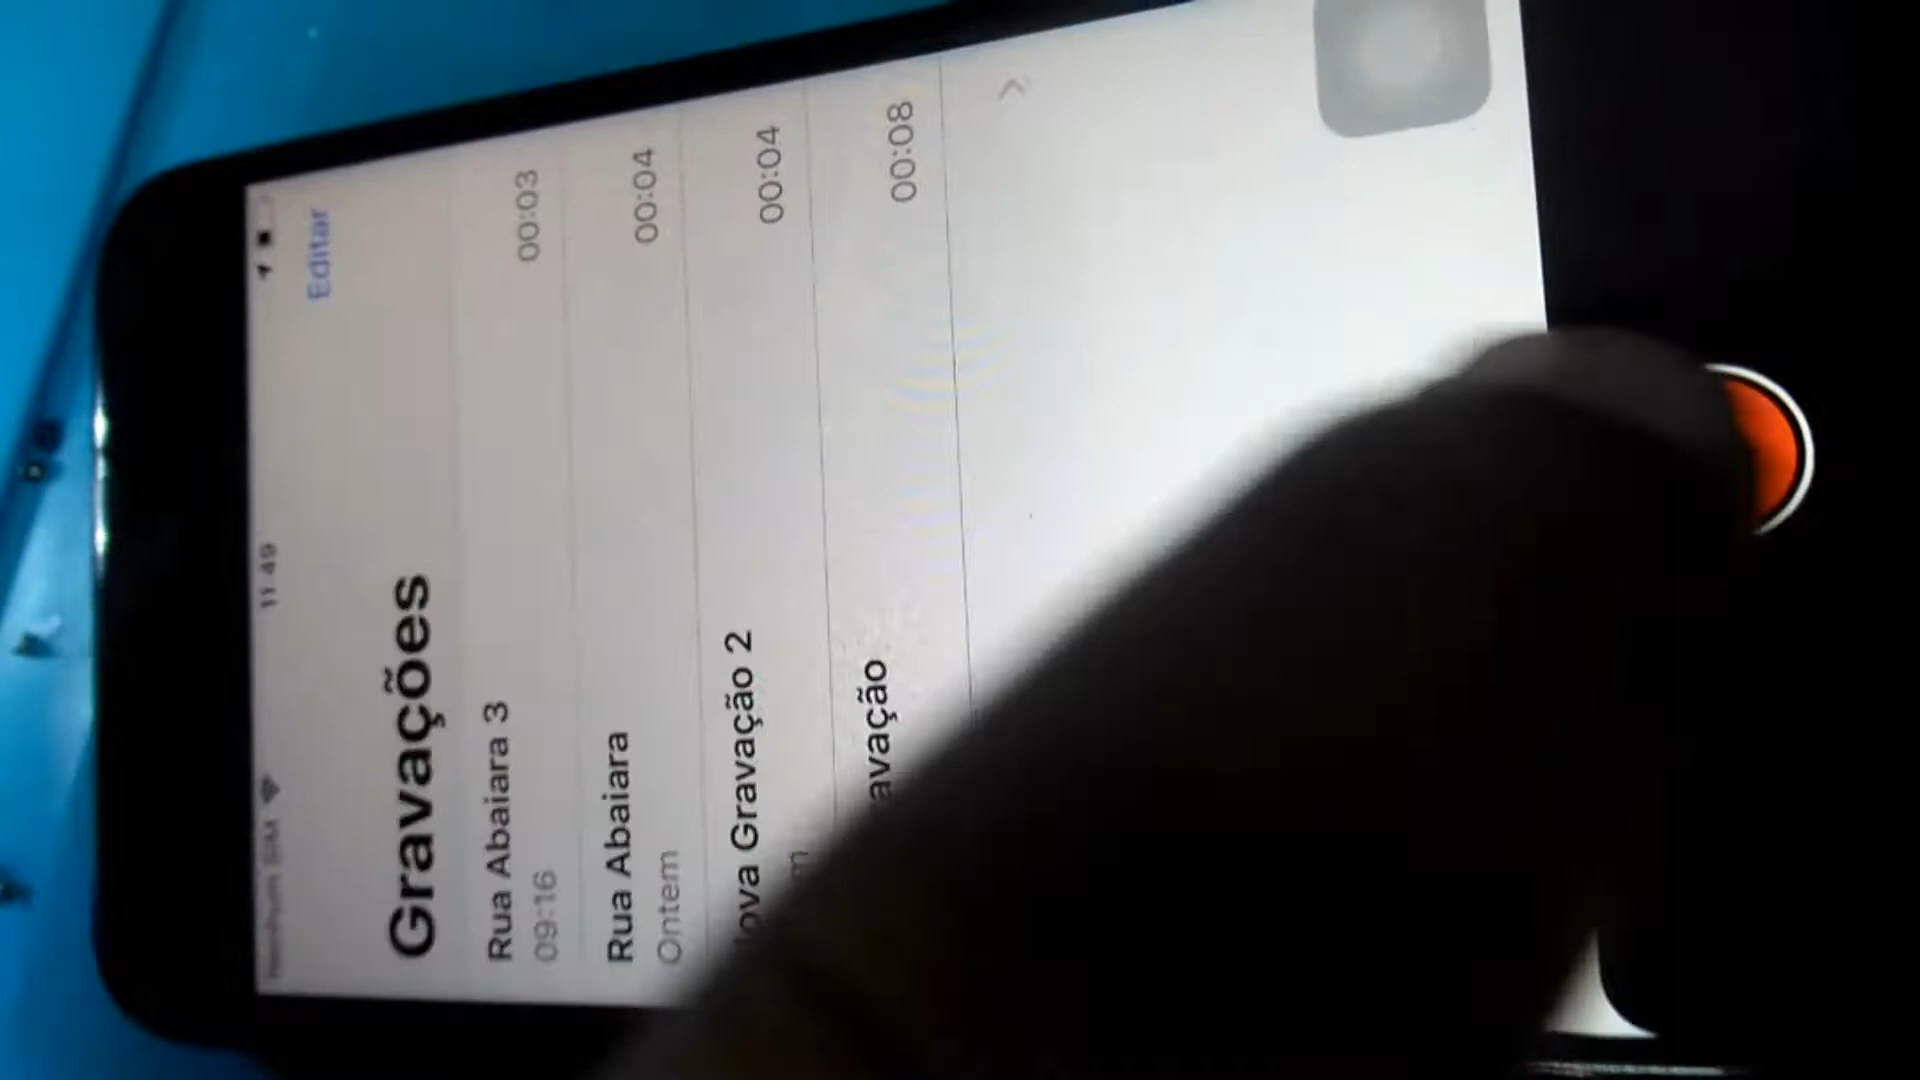 11 49
Editar
Gravações
Rua Abaiara 3
09:16
00:03
Rua Abaiara
Ontem
00:04
ova Gravação 2
00:04
avação
00:08